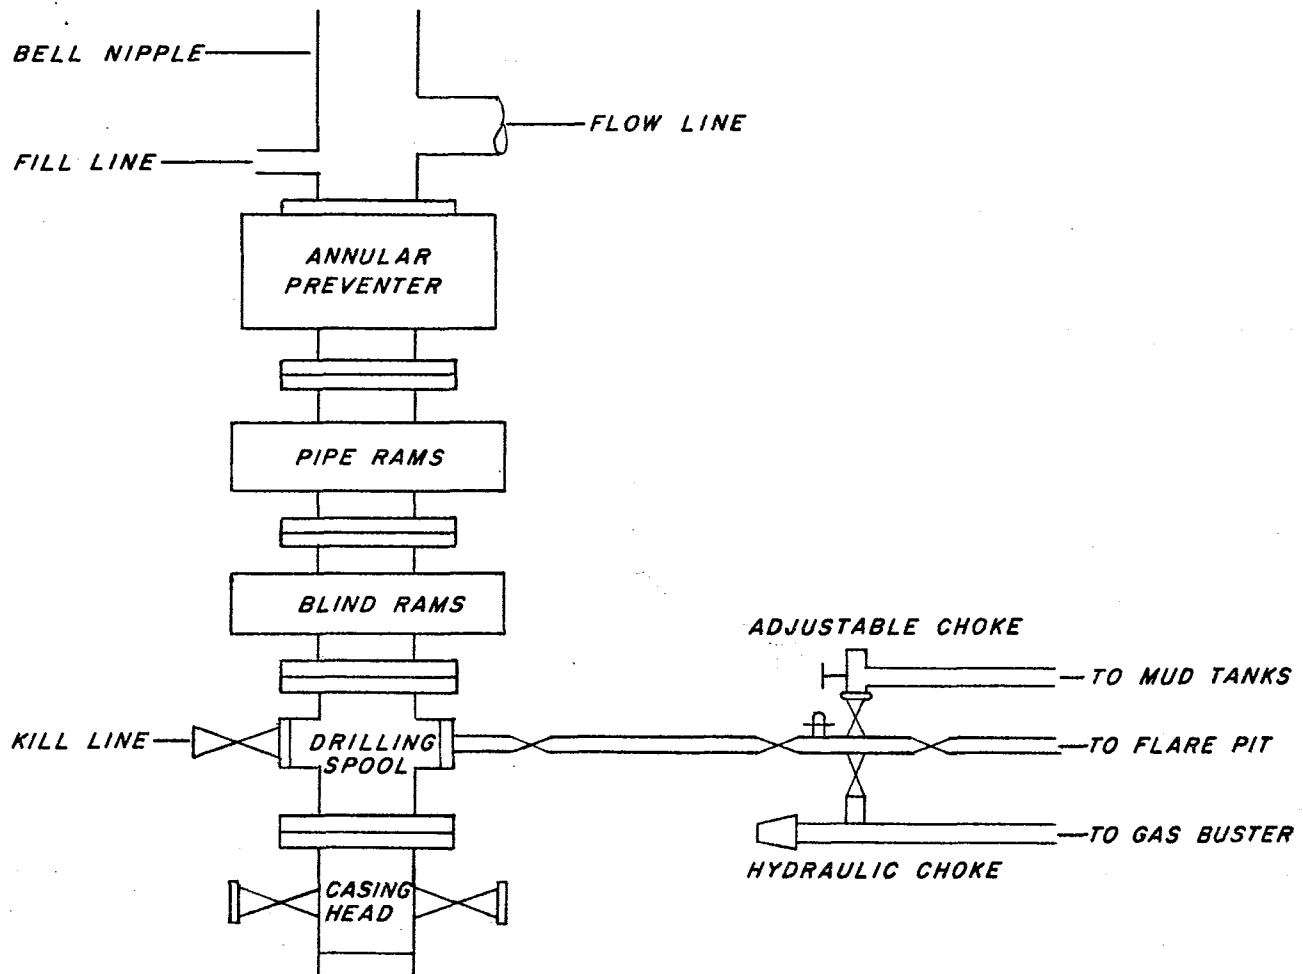 BELL NIPPLE
FLOW LINE
FILL LINE
ANNULAR
PREVENTER
PIPE RAMS
BLIND RAMS
ADJUSTABLE CHOKE
TO MUD TANKS
KILL LINE
DRILLING
SPOOL
TO FLARE PIT
TO GAS BUSTER
HYDRAULIC CHOKE
CASING
HEAD